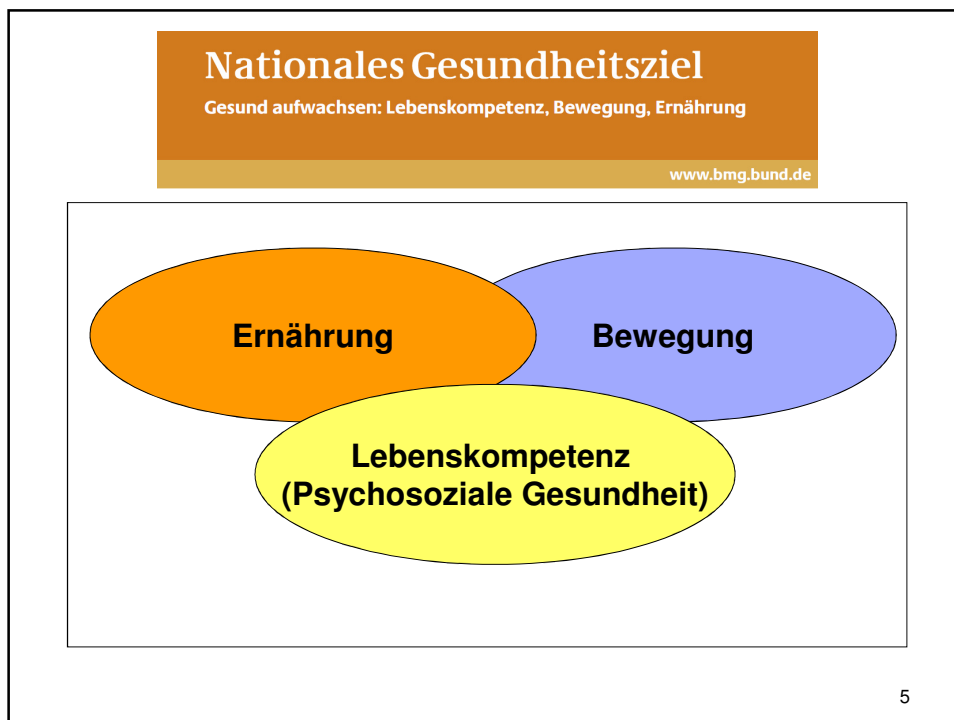 Nationales Gesundheitsziel
Gesund aufwachsen: Lebenskompetenz, Bewegung, Ernährung
www.bmg.bund.de
Ernährung
Bewegung
Lebenskompetenz
(Psychosoziale Gesundheit)
5